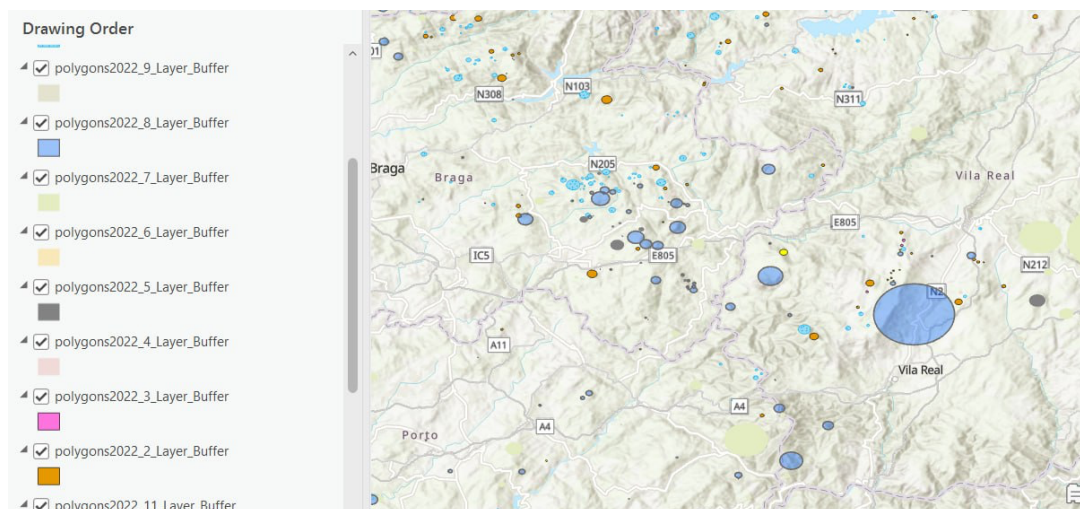 Drawing Order
polygons2022_9_Layer_Buffer
polygons2022_8_Layer_Buffer
polygons2022_7_Layer_Buffer
polygons2022_6_Layer_Buffer
polygons2022_5_Layer_Buffer
polygons2022_4_Layer_Buffer
polygons2022_3_Layer_Buffer
polygons2022_2_Layer_Buffer
polygons2022_11_Layer_Buffer
01
N308
N103
N311
N205
Braga
Braga
Vila Real
E805
IC5
E805
N212
N2
A11
Vila Real
A4
A4
Porto